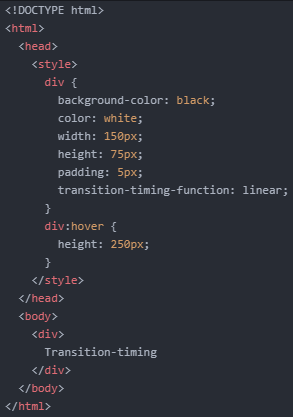 <!DOCTYPE html>
<html>
  <head>
    <style>
      div {
        background-color: black;
        color: white;
        width: 150px;
        height: 75px;
        padding: 5px;
        transition-timing-function: linear;
      }
      div:hover {
        height: 250px;
      }
    </style>
  </head>
  <body>
    <div>
      Transition-timing
    </div>
  </body>
</html>